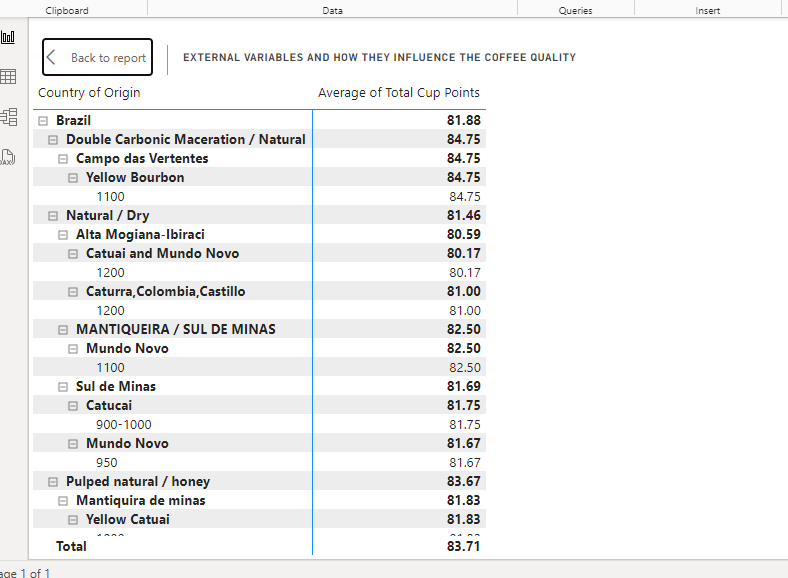 Clipboard Data Queries Insert
Back to report EXTERNAL VARIABLES AND HOW THEY INFLUENCE THE COFFEE QUALITY
Country of Origin Average of Total Cup Points
Brazil 81.88
Double Carbonic Maceration / Natural 84.75
Campo das Vertentes 84.75
Yellow Bourbon 84.75
1100 84.75
Natural / Dry 81.46
Alta Mogiana-Ibiraci 80.59
Catuai and Mundo Novo 80.17
1200 80.17
Caturra,Colombia,Castillo 81.00
1200 81.00
MANTIQUEIRA / SUL DE MINAS 82.50
Mundo Novo 82.50
1100 82.50
Sul de Minas 81.69
Catucai 81.75
900-1000 81.75
Mundo Novo 81.67
950 81.67
Pulped natural / honey 83.67
Mantiquira de minas 81.83
Yellow Catuai 81.83
Total 83.71
age 1 of 1